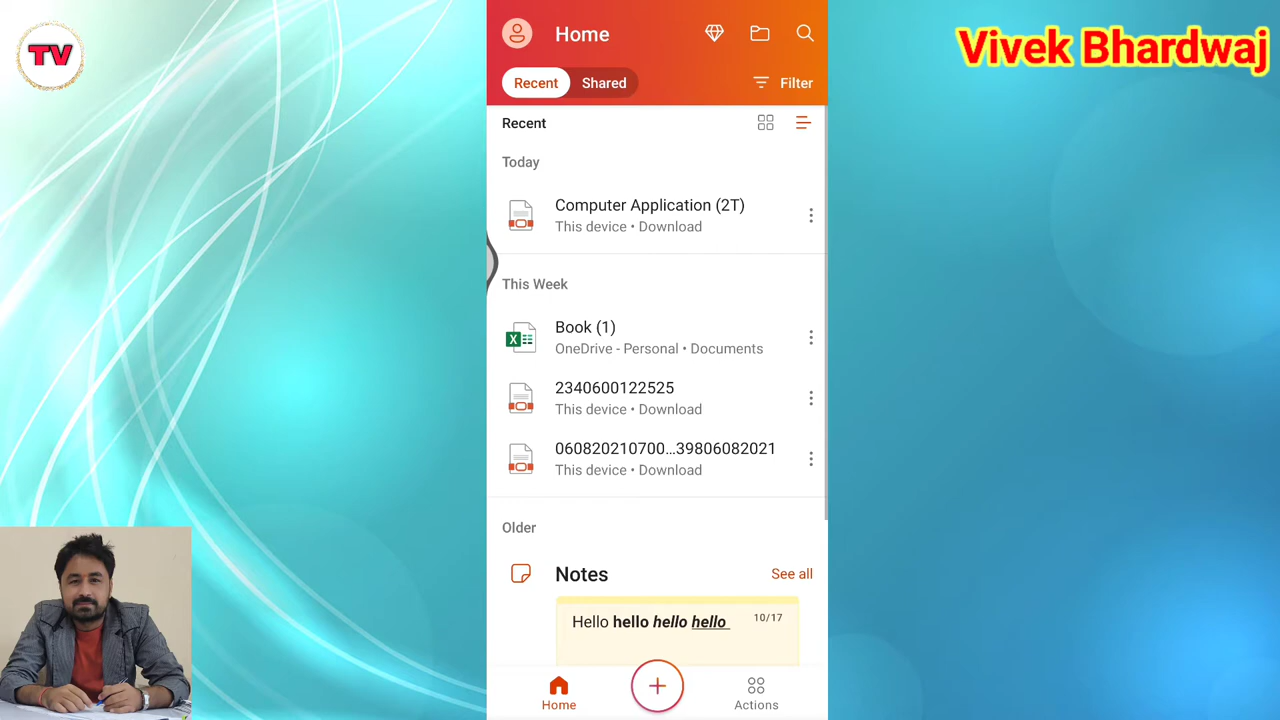 TV
Vivek Bhardwaj
Home
Recent
Shared
Filter
Recent
Today
Computer Application (2T)
This device • Download
This Week
Book (1)
OneDrive - Personal • Documents
2340600122525
This device • Download
060820210700...39806082021
This device • Download
Older
Notes
See all
Hello hello hello hello
10/17
Home
Actions